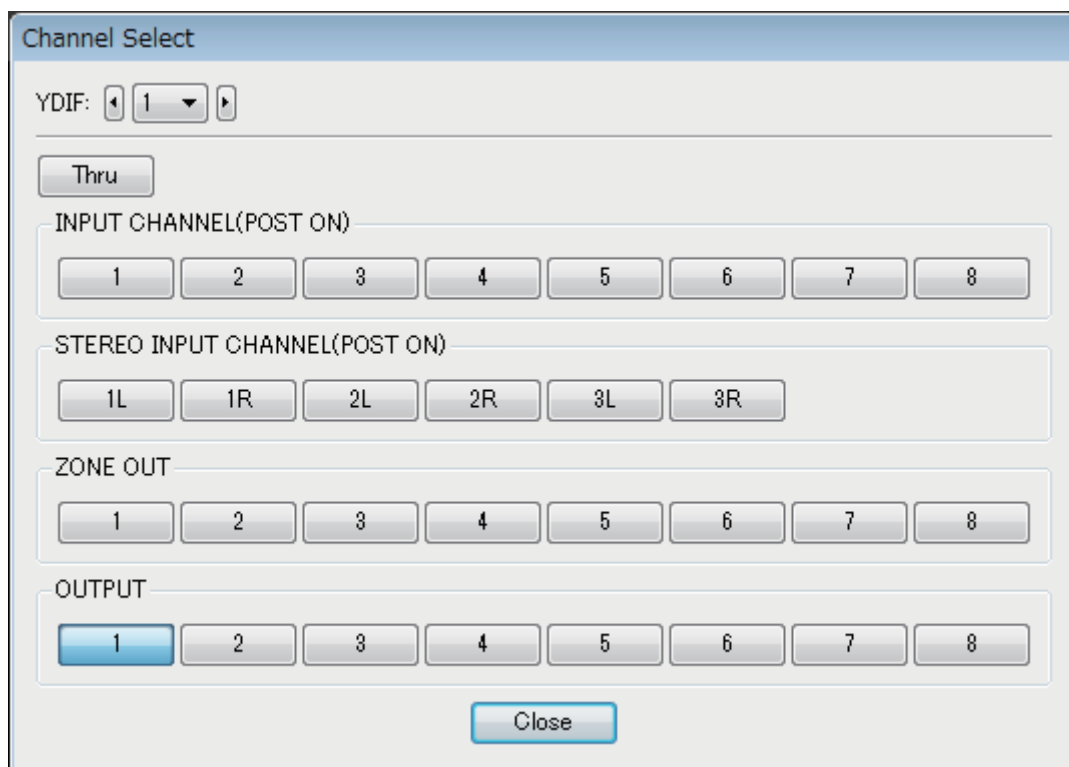 Channel Select
YDIF: 1
Thru
INPUT CHANNEL(POST ON)
1 2 3 4 5 6 7 8
STEREO INPUT CHANNEL(POST ON)
1L 1R 2L 2R 3L 3R
ZONE OUT
1 2 3 4 5 6 7 8
OUTPUT
1 2 3 4 5 6 7 8
Close